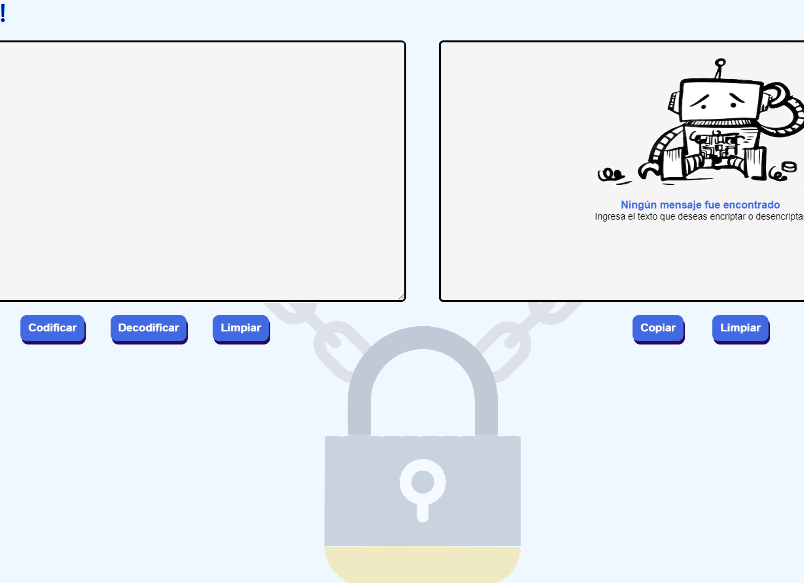 !
Ningún mensaje fue encontrado
Ingresa el texto que deseas encriptar o desencriptar
Codificar
Decodificar
Limpiar
Copiar
Limpiar